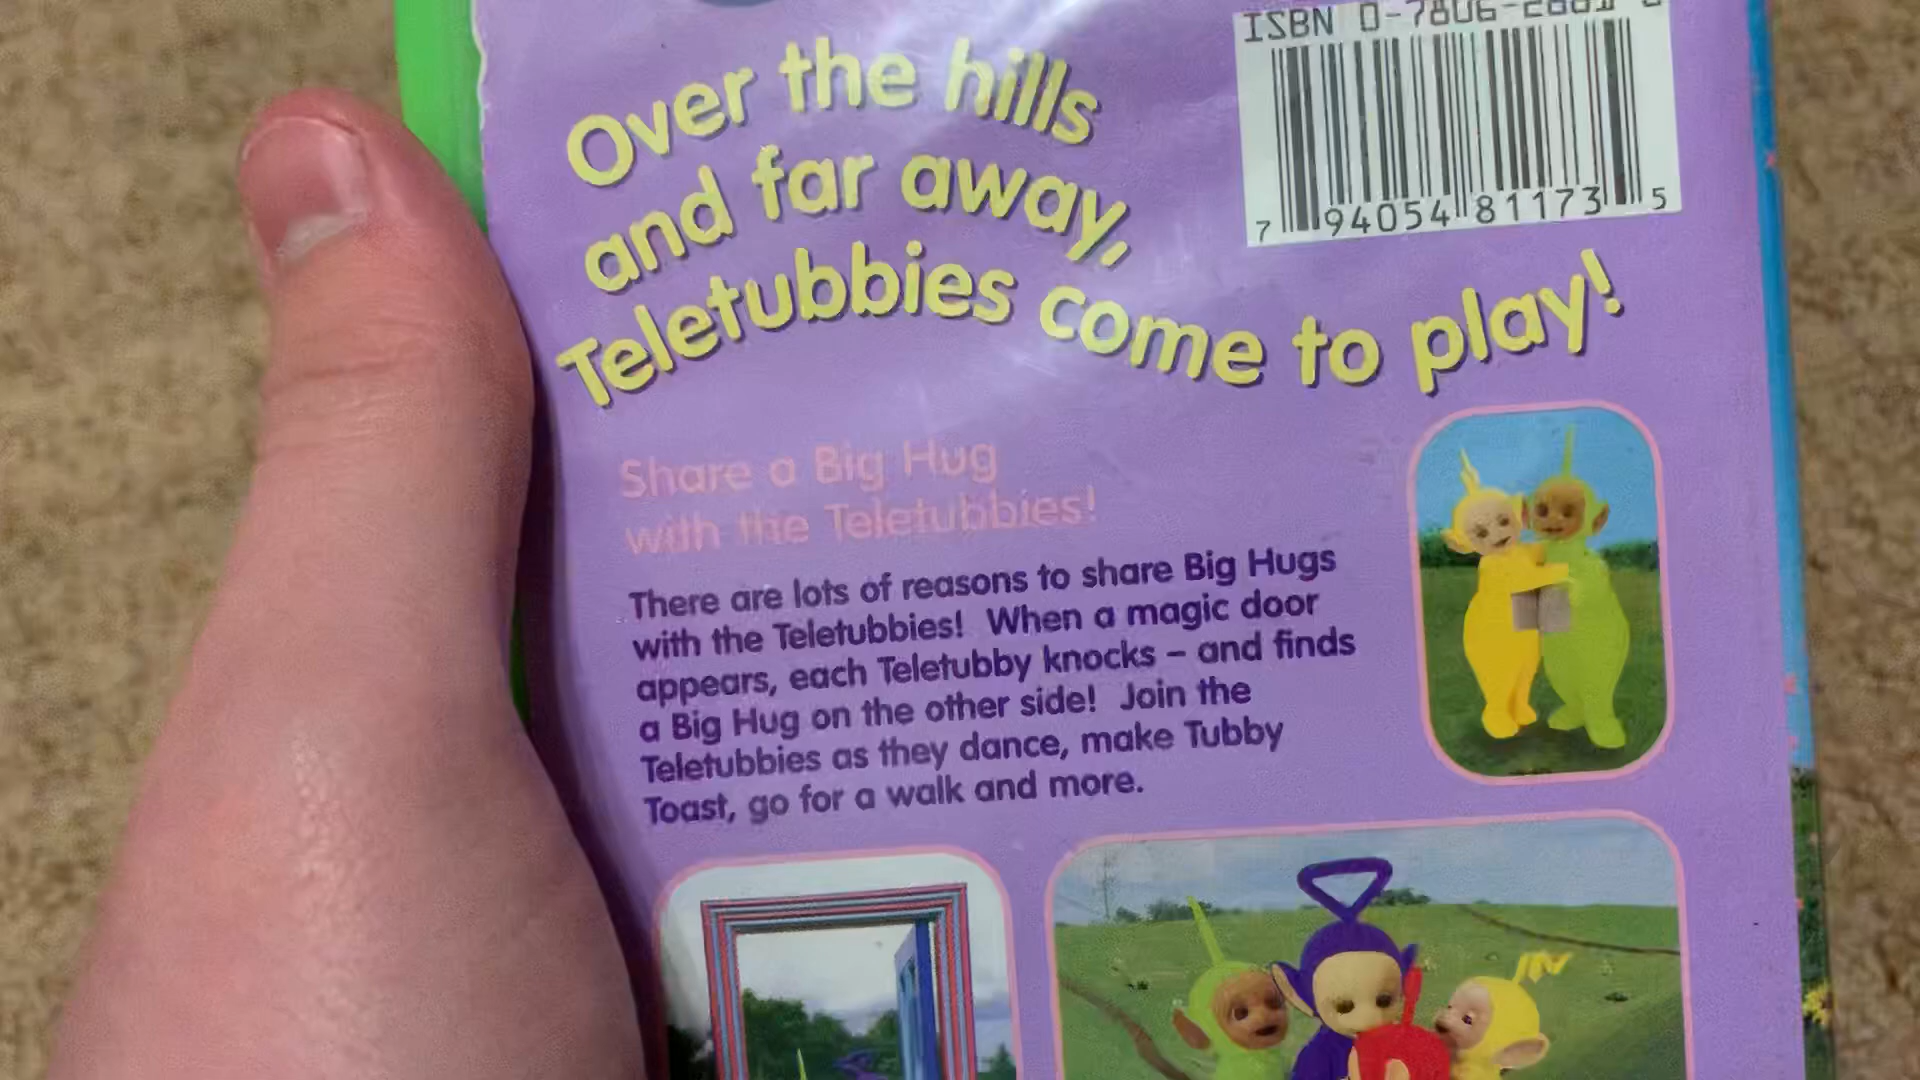 ISBN 0-7806-2881
7 94054 81173 5
Over the hills
and far away,
Teletubbies come to play!
Share a Big Hug
with the Teletubbies!
There are lots of reasons to share Big Hugs
with the Teletubbies! When a magic door
appears, each Teletubby knocks – and finds
a Big Hug on the other side! Join the
Teletubbies as they dance, make Tubby
Toast, go for a walk and more.